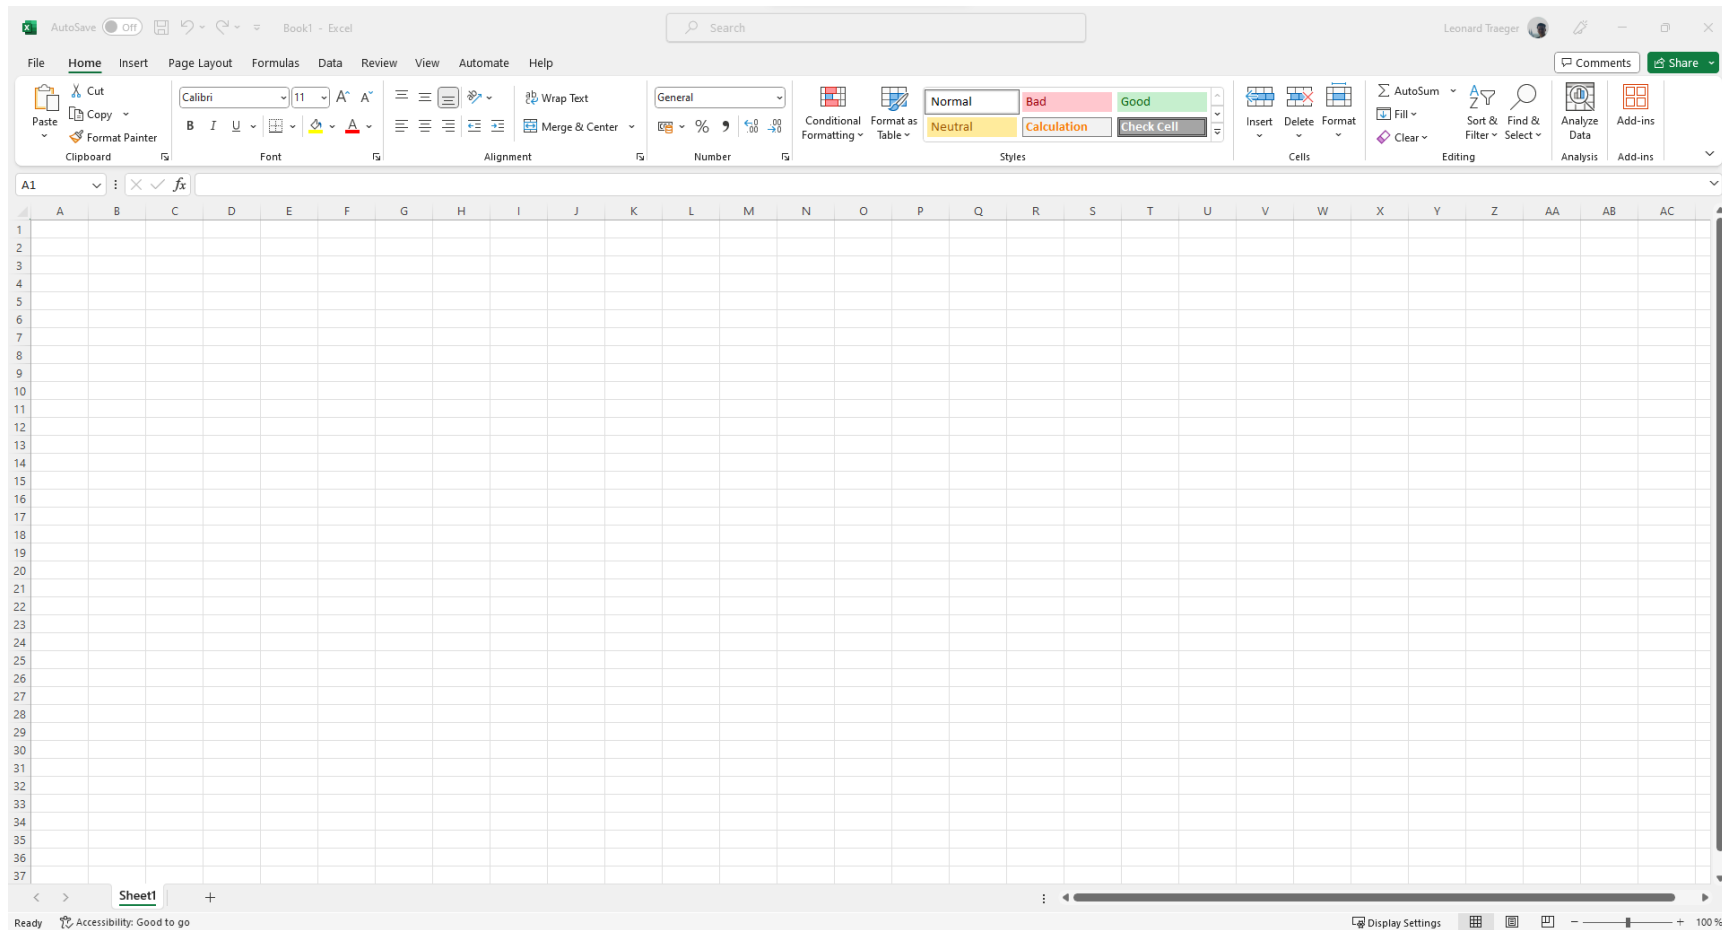 AutoSave Off Book1 - Excel Search Leonard Traeger
File Home Insert Page Layout Formulas Data Review View Automate Help Comments Share
Paste Cut Copy Format Painter Clipboard
Calibri 11 B I U A Font
Wrap Text Merge & Center Alignment
General % Number
Conditional Formatting Format as Table Normal Bad Good Neutral Calculation Check Cell Styles
Insert Delete Format Cells
AutoSum Fill Clear Sort & Filter Find & Select Editing
Analyze Data Analysis
Add-ins Add-ins
A1 fx
A B C D E F G H I J K L M N O P Q R S T U V W X Y Z AA AB AC
1
2
3
4
5
6
7
8
9
10
11
12
13
14
15
16
17
18
19
20
21
22
23
24
25
26
27
28
29
30
31
32
33
34
35
36
37
Sheet1
Ready Accessibility: Good to go Display Settings 100 %